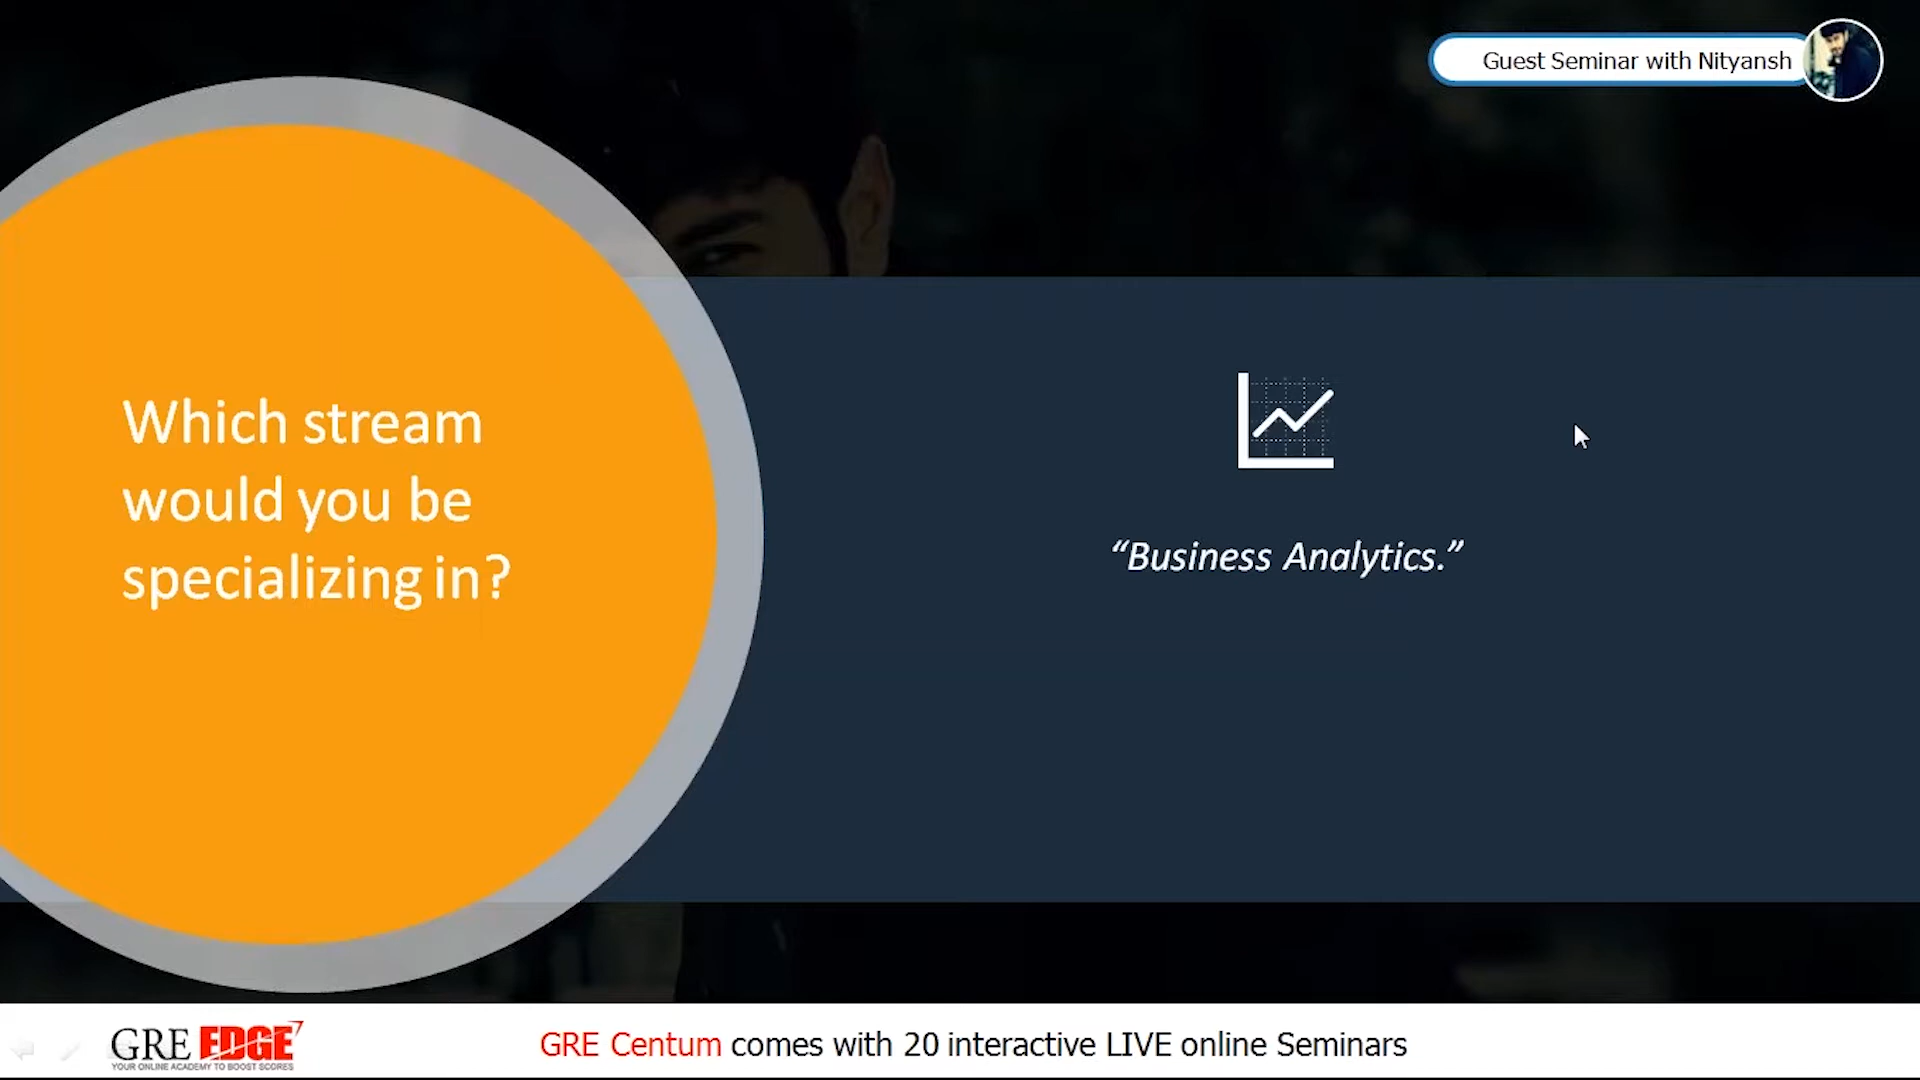 Guest Seminar with Nityansh
Which stream
would you be
specializing in?
“Business Analytics.”
GRE EDGE
YOUR ONLINE ACADEMY TO BOOST SCORES
GRE Centum comes with 20 interactive LIVE online Seminars